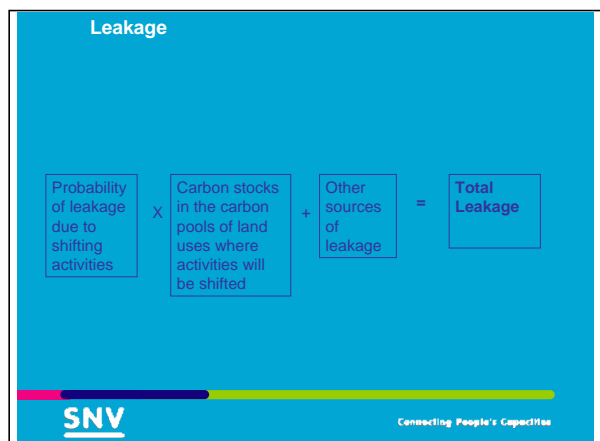 Leakage
Probability
of leakage
due to
shifting
activities
X
Carbon stocks
in the carbon
pools of land
uses where
activities will
be shifted
+
Other
sources
of
leakage
=
Total
Leakage
SNV
Connecting People's Capacities